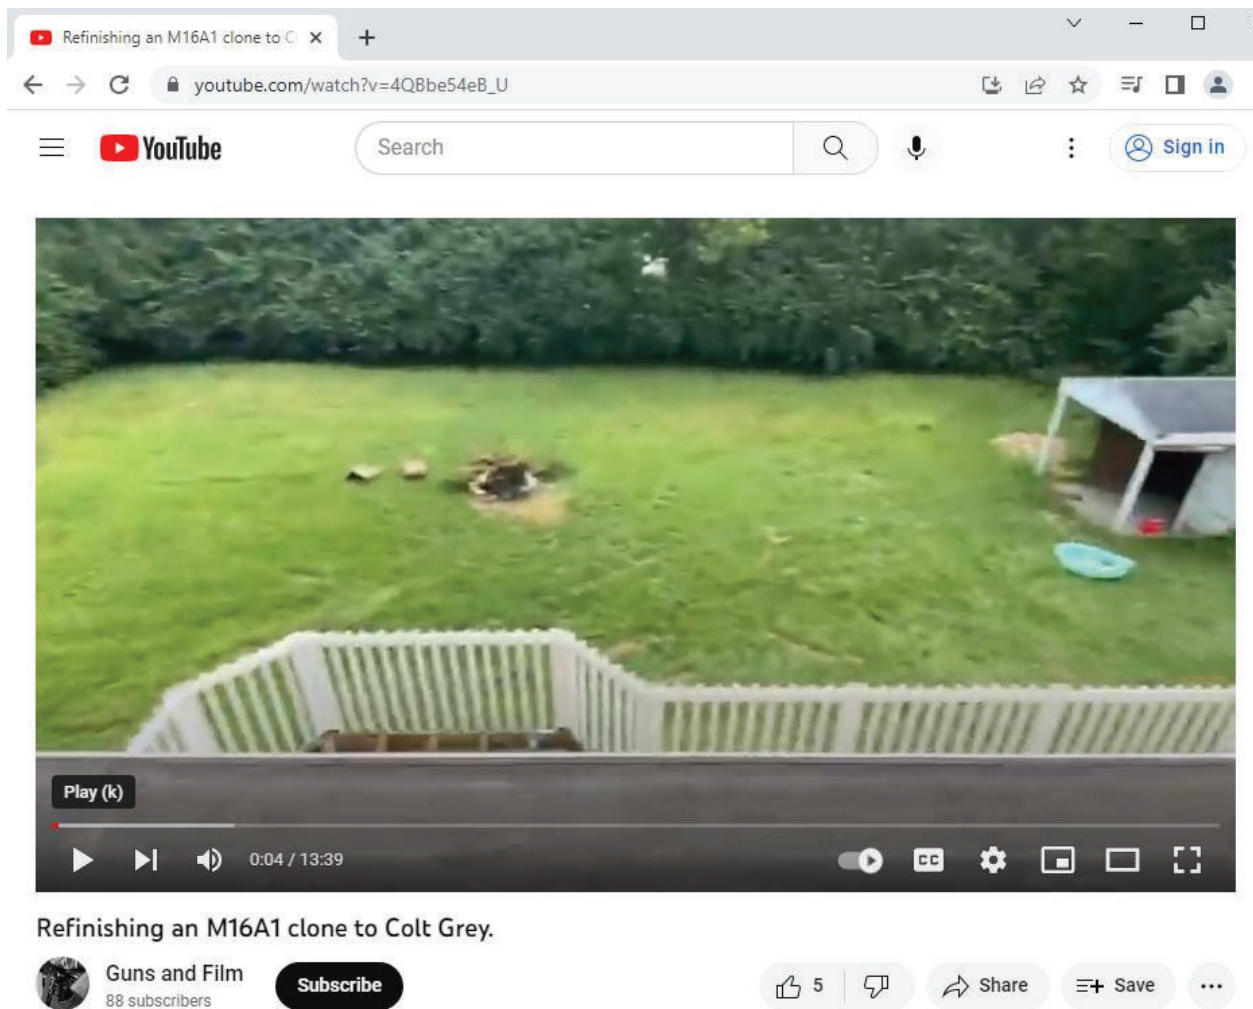 Refinishing an M16A1 clone to C
youtube.com/watch?v=4QBbe54eB_U
YouTube
Search
Sign in
Play (k)
0:04 / 13:39
CC
Refinishing an M16A1 clone to Colt Grey.
Guns and Film
88 subscribers
Subscribe
5
Share
Save